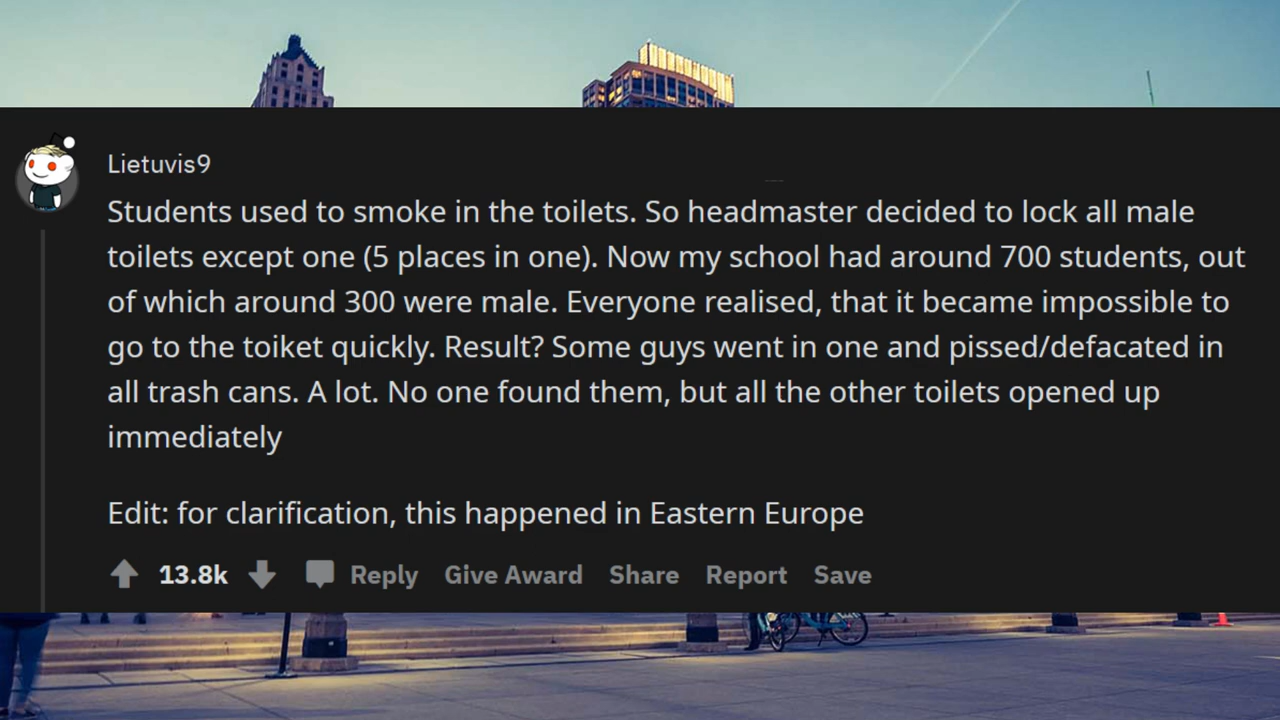 Lietuvis9
Students used to smoke in the toilets. So headmaster decided to lock all male
toilets except one (5 places in one). Now my school had around 700 students, out
of which around 300 were male. Everyone realised, that it became impossible to
go to the toiket quickly. Result? Some guys went in one and pissed/defacated in
all trash cans. A lot. No one found them, but all the other toilets opened up
immediately
Edit: for clarification, this happened in Eastern Europe
13.8k Reply Give Award Share Report Save